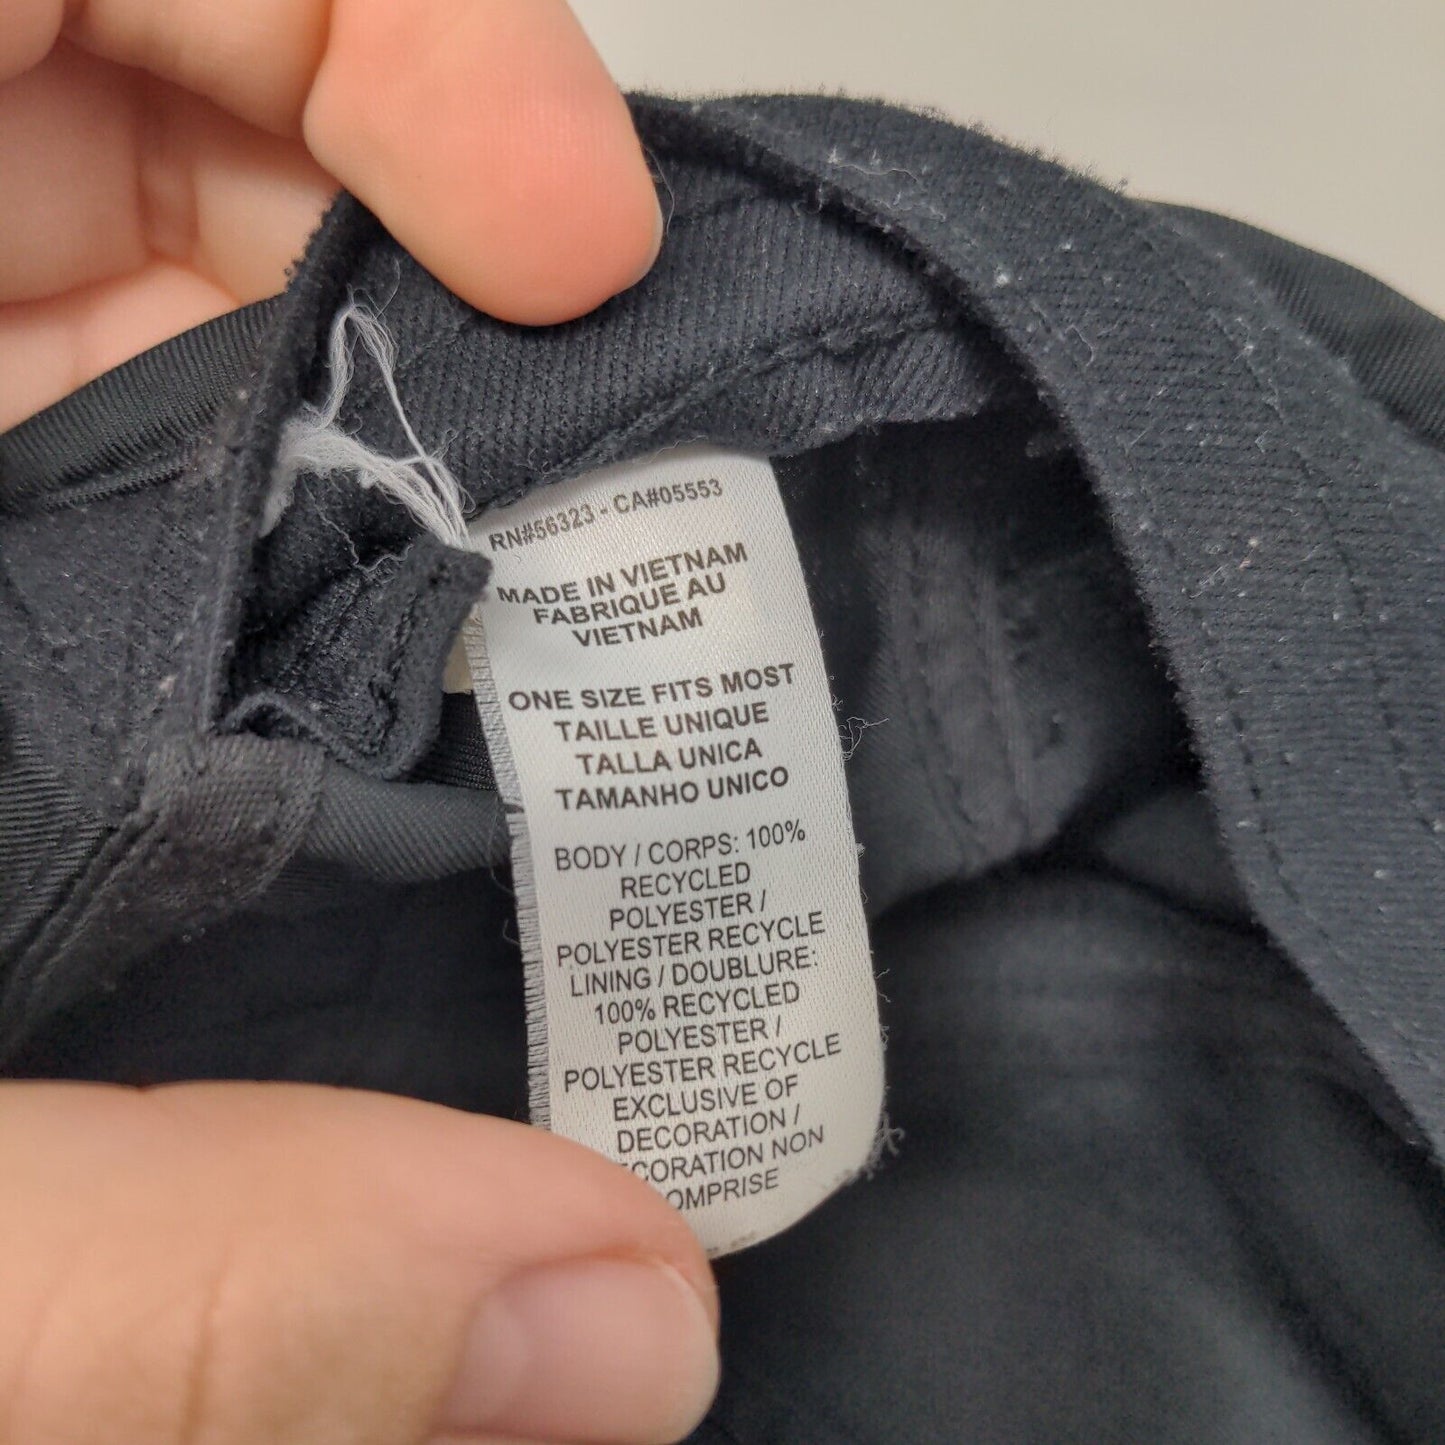 RN#56323 - CA#05553
MADE IN VIETNAM
FABRIQUE AU
VIETNAM
ONE SIZE FITS MOST
TAILLE UNIQUE
TALLA UNICA
TAMANHO UNICO
BODY / CORPS: 100%
RECYCLED
POLYESTER /
POLYESTER RECYCLE
LINING / DOUBLURE:
100% RECYCLED
POLYESTER /
POLYESTER RECYCLE
EXCLUSIVE OF
DECORATION /
CORATION NON
OMPRISE